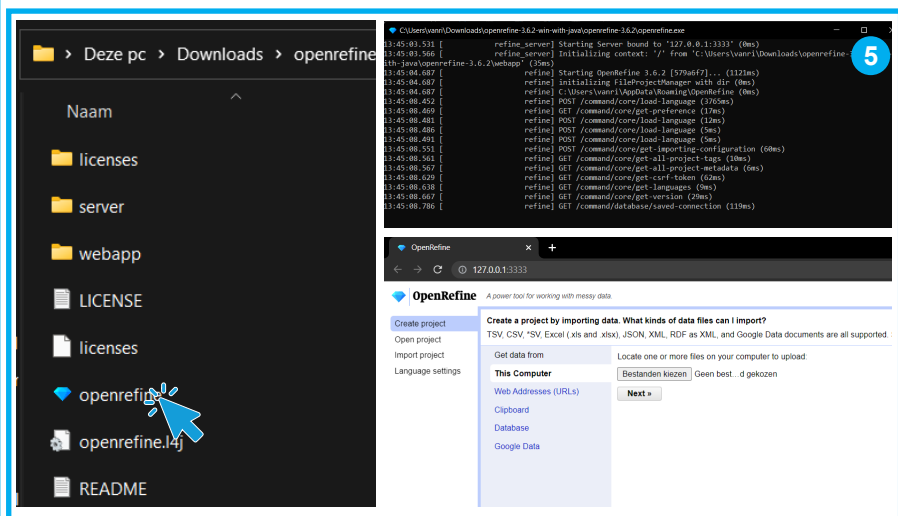 Deze pc > Downloads > openrefine
Naam
licenses
server
webapp
LICENSE
licenses
openrefine
openrefine.l4j
README
C:\Users\vanri\Downloads\openrefine-3.6.2-win-with-java\openrefine-3.6.2\openrefine.exe
5
13:45:03.531 [ refine_server] Starting Server bound to '127.0.0.1:3333' (0ms)
13:45:03.566 [ refine_server] Initializing context: '/' from 'C:\Users\vanri\Downloads\openrefine-3
ith-java\openrefine-3.6.2\webapp' (35ms)
13:45:04.687 [ refine] Starting OpenRefine 3.6.2 [579a6f7]... (1121ms)
13:45:04.687 [ refine] initializing FileProjectManager with dir (0ms)
13:45:04.687 [ refine] C:\Users\vanri\AppData\Roaming\OpenRefine (0ms)
13:45:08.452 [ refine] POST /command/core/load-language (3765ms)
13:45:08.469 [ refine] GET /command/core/get-preference (17ms)
13:45:08.481 [ refine] POST /command/core/load-language (12ms)
13:45:08.486 [ refine] POST /command/core/load-language (5ms)
13:45:08.491 [ refine] POST /command/core/load-language (5ms)
13:45:08.551 [ refine] POST /command/core/get-importing-configuration (60ms)
13:45:08.561 [ refine] GET /command/core/get-all-project-tags (10ms)
13:45:08.567 [ refine] GET /command/core/get-all-project-metadata (6ms)
13:45:08.629 [ refine] GET /command/core/get-csrf-token (62ms)
13:45:08.638 [ refine] GET /command/core/get-languages (9ms)
13:45:08.667 [ refine] GET /command/core/get-version (29ms)
13:45:08.786 [ refine] GET /command/database/saved-connection (119ms)
OpenRefine
127.0.0.1:3333
OpenRefine A power tool for working with messy data.
Create project
Open project
Import project
Language settings
Create a project by importing data. What kinds of data files can I import?
TSV, CSV, *SV, Excel (.xls and .xlsx), JSON, XML, RDF as XML, and Google Data documents are all supported.
Get data from
This Computer
Web Addresses (URLs)
Clipboard
Database
Google Data
Locate one or more files on your computer to upload:
Bestanden kiezen Geen best...d gekozen
Next »